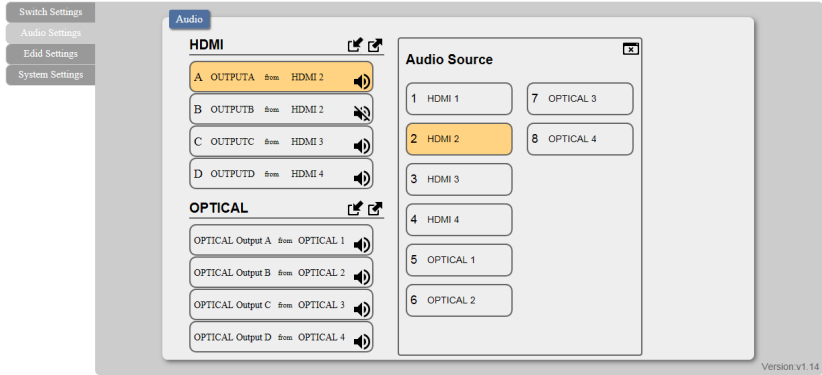 Switch Settings
Audio Settings
Edid Settings
System Settings
Audio
HDMI
A OUTPUTA from HDMI 2
B OUTPUTB from HDMI 2
C OUTPUTC from HDMI 3
D OUTPUTD from HDMI 4
OPTICAL
OPTICAL Output A from OPTICAL 1
OPTICAL Output B from OPTICAL 2
OPTICAL Output C from OPTICAL 3
OPTICAL Output D from OPTICAL 4
Audio Source
1 HDMI 1
2 HDMI 2
3 HDMI 3
4 HDMI 4
5 OPTICAL 1
6 OPTICAL 2
7 OPTICAL 3
8 OPTICAL 4
Version:v1.14